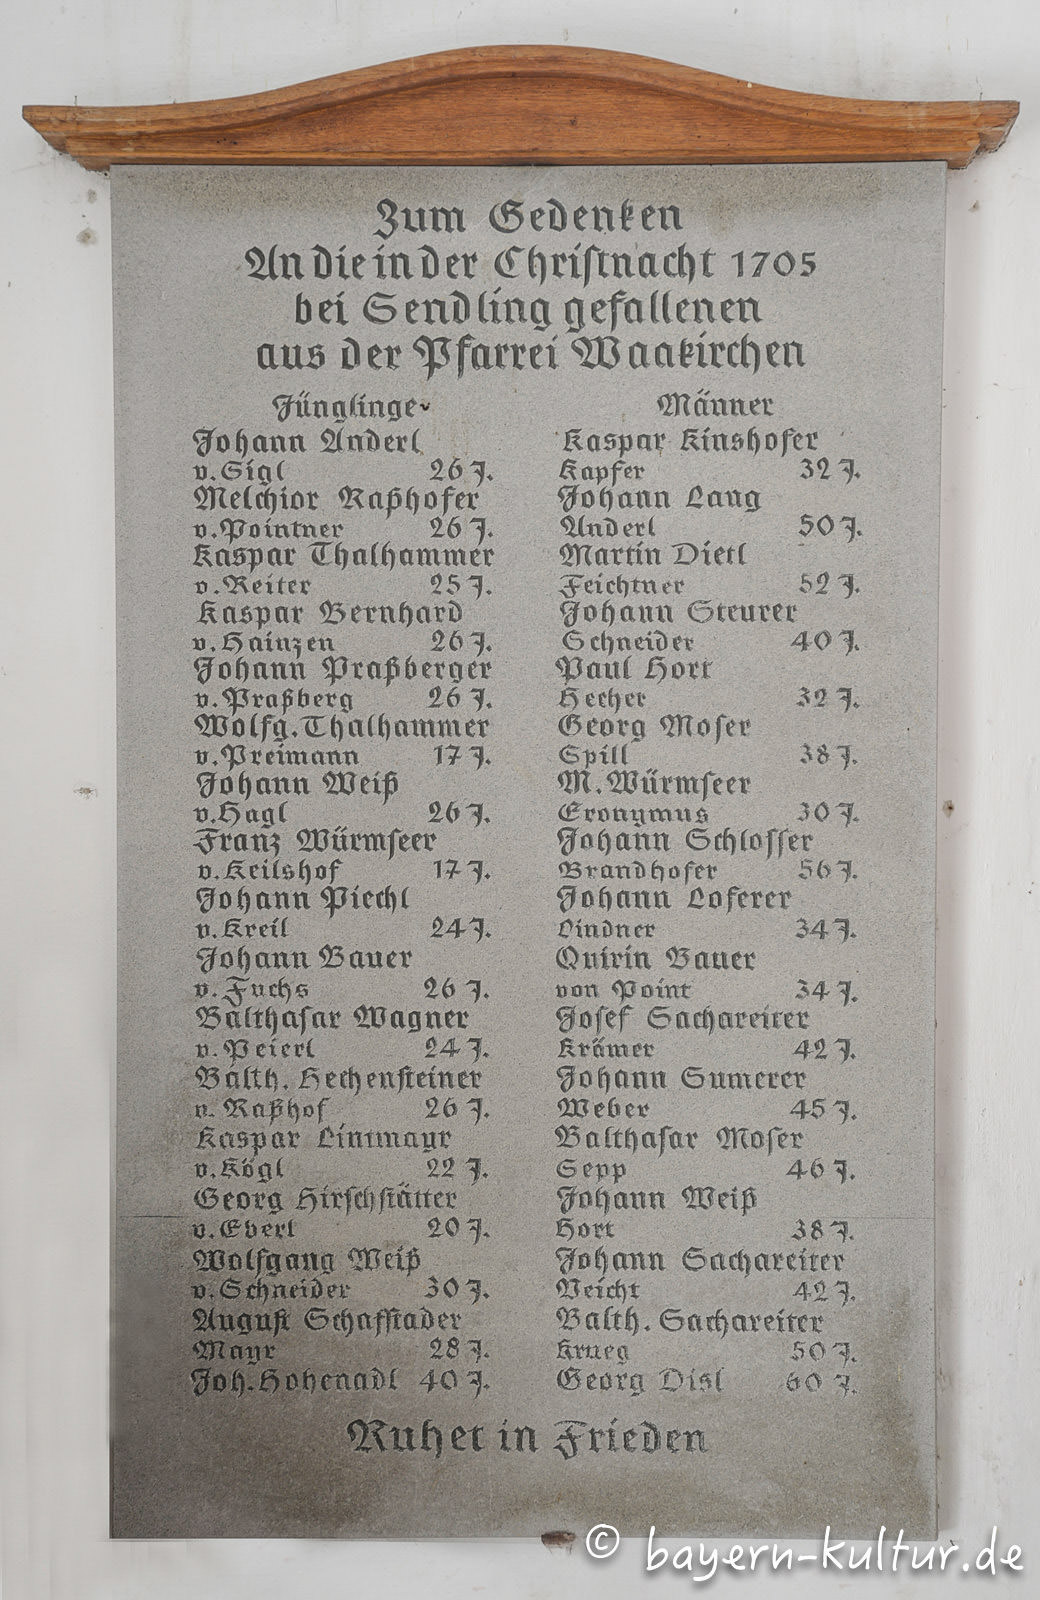 Zum Gedenken
An die in der Christnacht 1705
bei Sendling gefallenen
aus der Pfarrei Waakirchen
Jünglinge
Johann Anderl
v. Sigl 26 J.
Melchior Raßhofer
v. Pointner 26 J.
Kaspar Thalhammer
v. Reiter 25 J.
Kaspar Bernhard
v. Hainzen 26 J.
Johann Praßberger
v. Praßberg 26 J.
Wolfg. Thalhammer
v. Preimann 17 J.
Johann Weiß
v. Hagl 26 J.
Franz Würmseer
v. Keilshof 17 J.
Johann Piechl
v. Kreil 24 J.
Johann Bauer
v. Fuchs 26 J.
Balthasar Wagner
v. Peierl 24 J.
Balth. Hechensteiner
v. Raßhof 26 J.
Kaspar Lintmayr
v. Kögl 22 J.
Georg Hirschstätter
v. Eberl 20 J.
Wolfgang Weiß
v. Schneider 30 J.
August Schafstader
Mayr 28 J.
Joh. Hohenadl 40 J.
Männer
Kaspar Kinshofer
Kapfer 32 J.
Johann Lang
Anderl 50 J.
Martin Dietl
Feichtner 52 J.
Johann Steurer
Schneider 40 J.
Paul Hort
Hecher 32 J.
Georg Moser
Spill 38 J.
M. Würmseer
Eronymus 30 J.
Johann Schlosser
Brandhofer 56 J.
Johann Loferer
Lindner 34 J.
Quirin Bauer
von Point 34 J.
Josef Sachareiter
Krämer 42 J.
Johann Sumerer
Weber 45 J.
Balthasar Moser
Sepp 46 J.
Johann Weiß
Hort 38 J.
Johann Sachareiter
Veicht 42 J.
Balth. Sachareiter
Krueg 50 J.
Georg Disl 60 J.
Ruhet in Frieden
© bayern-kultur.de